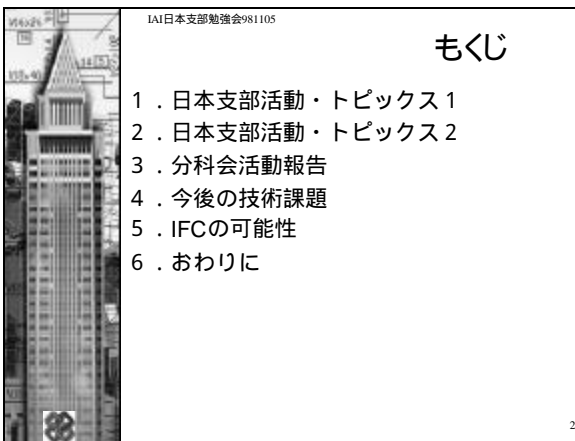 IAI日本支部勉強会981105
もくじ
1．日本支部活動・トピックス1
2．日本支部活動・トピックス2
3．分科会活動報告
4．今後の技術課題
5．IFCの可能性
6．おわりに
2